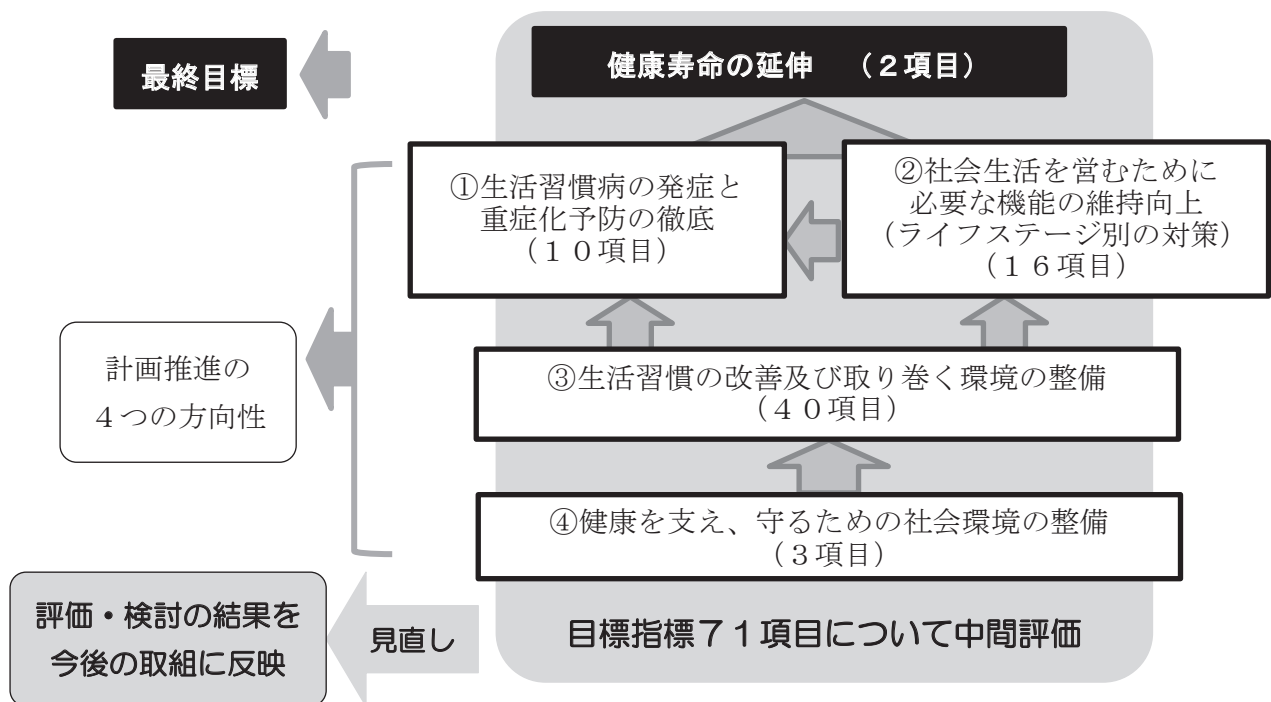 最終目標
健康寿命の延伸　（２項目）
①生活習慣病の発症と
重症化予防の徹底
（１０項目）
②社会生活を営むために
必要な機能の維持向上
（ライフステージ別の対策）
（１６項目）
計画推進の
４つの方向性
③生活習慣の改善及び取り巻く環境の整備
（４０項目）
④健康を支え、守るための社会環境の整備
（３項目）
評価・検討の結果を
今後の取組に反映
見直し
目標指標７１項目について中間評価